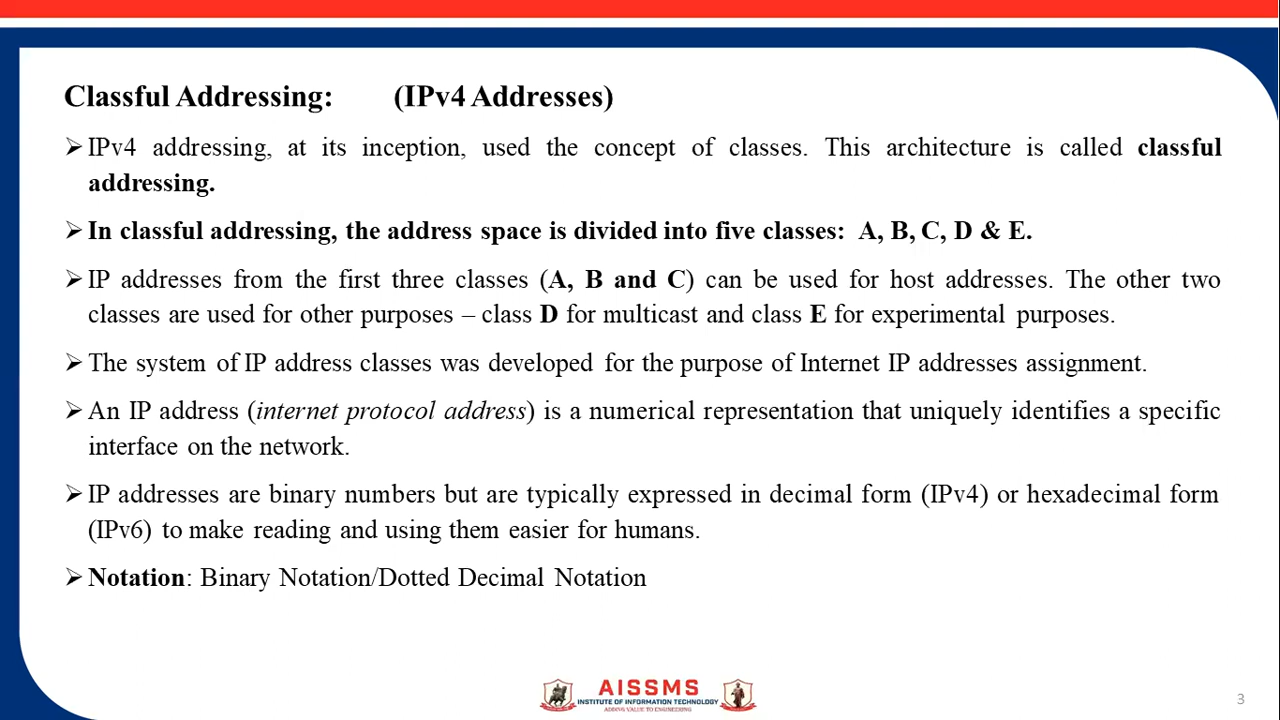 Classful Addressing: (IPv4 Addresses)
➢IPv4 addressing, at its inception, used the concept of classes. This architecture is called classful
addressing.
➢In classful addressing, the address space is divided into five classes: A, B, C, D & E.
➢IP addresses from the first three classes (A, B and C) can be used for host addresses. The other two
classes are used for other purposes – class D for multicast and class E for experimental purposes.
➢The system of IP address classes was developed for the purpose of Internet IP addresses assignment.
➢An IP address (internet protocol address) is a numerical representation that uniquely identifies a specific
interface on the network.
➢IP addresses are binary numbers but are typically expressed in decimal form (IPv4) or hexadecimal form
(IPv6) to make reading and using them easier for humans.
➢Notation: Binary Notation/Dotted Decimal Notation
AISSMS
INSTITUTE OF INFORMATION TECHNOLOGY
ADDING VALUE TO ENGINEERING
3